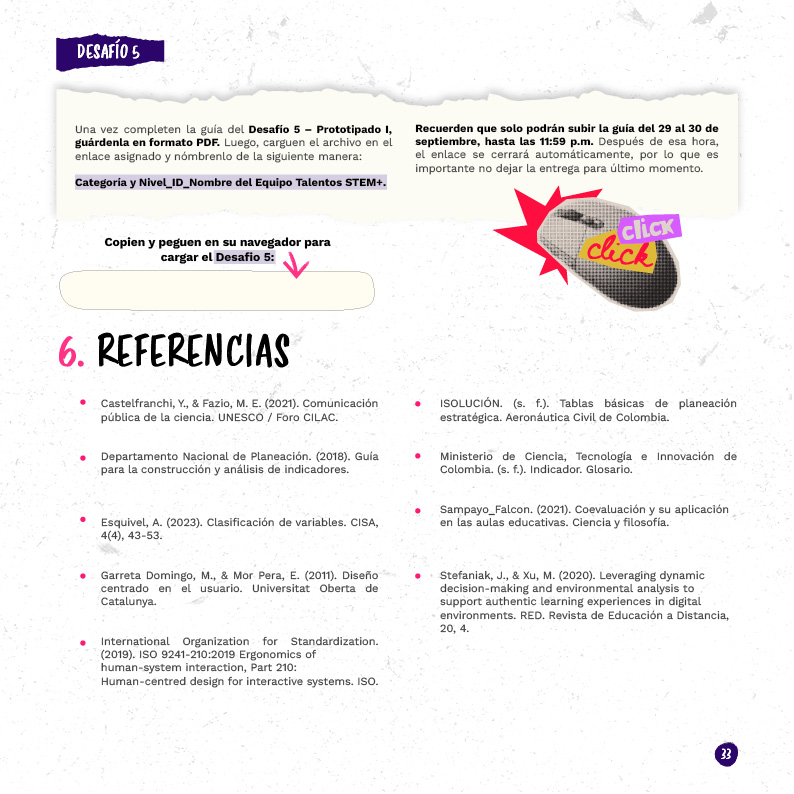 DESAFÍO 5
Una vez completen la guía del Desafío 5 – Prototipado I,
guárdenla en formato PDF. Luego, carguen el archivo en el
enlace asignado y nómbrenlo de la siguiente manera:
Categoría y Nivel_ID_Nombre del Equipo Talentos STEM+.
Recuerden que solo podrán subir la guía del 29 al 30 de
septiembre, hasta las 11:59 p.m. Después de esa hora,
el enlace se cerrará automáticamente, por lo que es
importante no dejar la entrega para último momento.
click
click
Copien y peguen en su navegador para
cargar el Desafío 5:
6. REFERENCIAS
Castelfranchi, Y., & Fazio, M. E. (2021). Comunicación
pública de la ciencia. UNESCO / Foro CILAC.
Departamento Nacional de Planeación. (2018). Guía
para la construcción y análisis de indicadores.
Esquivel, A. (2023). Clasificación de variables. CISA,
4(4), 43-53.
Garreta Domingo, M., & Mor Pera, E. (2011). Diseño
centrado en el usuario. Universitat Oberta de
Catalunya.
International Organization for Standardization.
(2019). ISO 9241-210:2019 Ergonomics of
human-system interaction, Part 210:
Human-centred design for interactive systems. ISO.
ISOLUCIÓN. (s. f.). Tablas básicas de planeación
estratégica. Aeronáutica Civil de Colombia.
Ministerio de Ciencia, Tecnología e Innovación de
Colombia. (s. f.). Indicador. Glosario.
Sampayo_Falcon. (2021). Coevaluación y su aplicación
en las aulas educativas. Ciencia y filosofía.
Stefaniak, J., & Xu, M. (2020). Leveraging dynamic
decision-making and environmental analysis to
support authentic learning experiences in digital
environments. RED. Revista de Educación a Distancia,
20, 4.
33